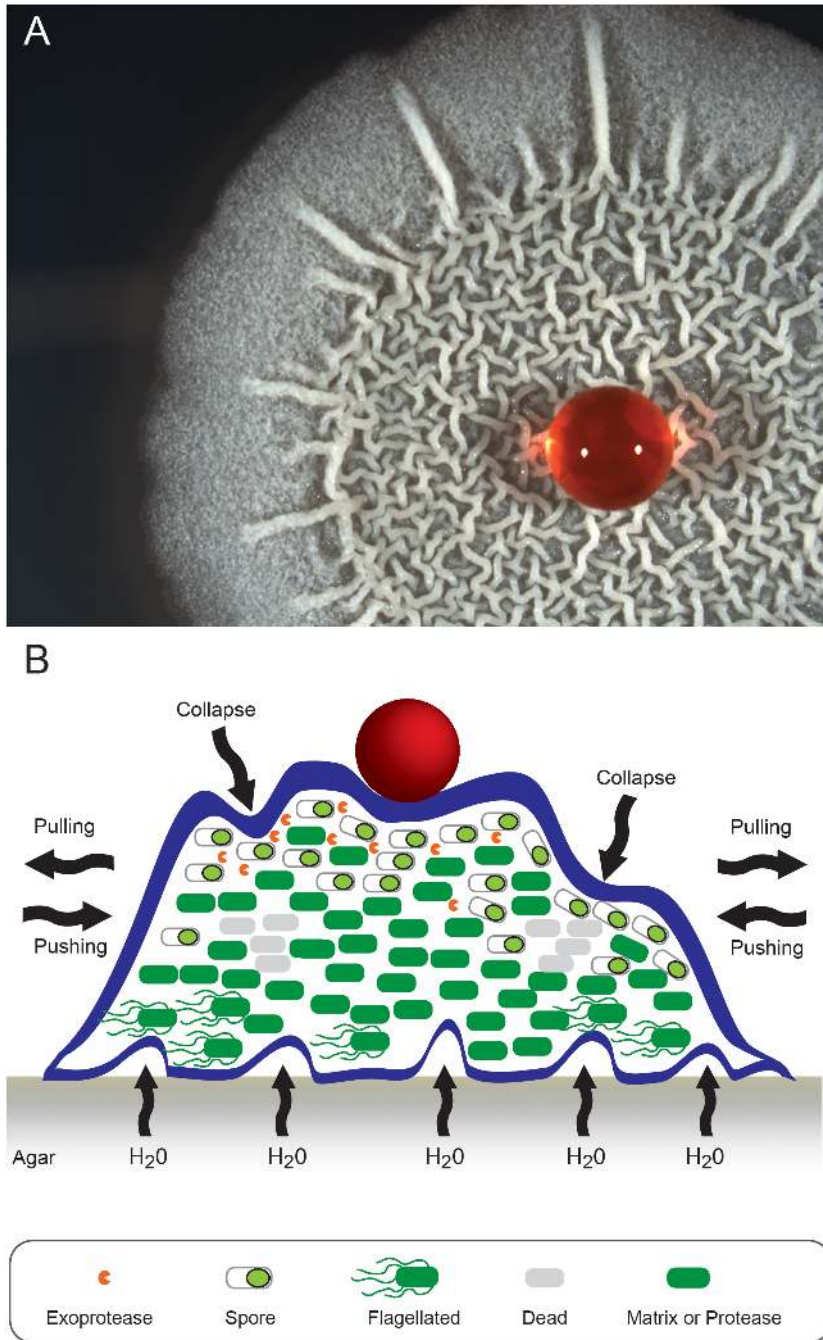 A
B
Collapse
Collapse
Pulling
Pulling
Pushing
Pushing
Agar
H20 H20 H20 H20 H20
Exoprotease Spore Flagellated Dead Matrix or Protease